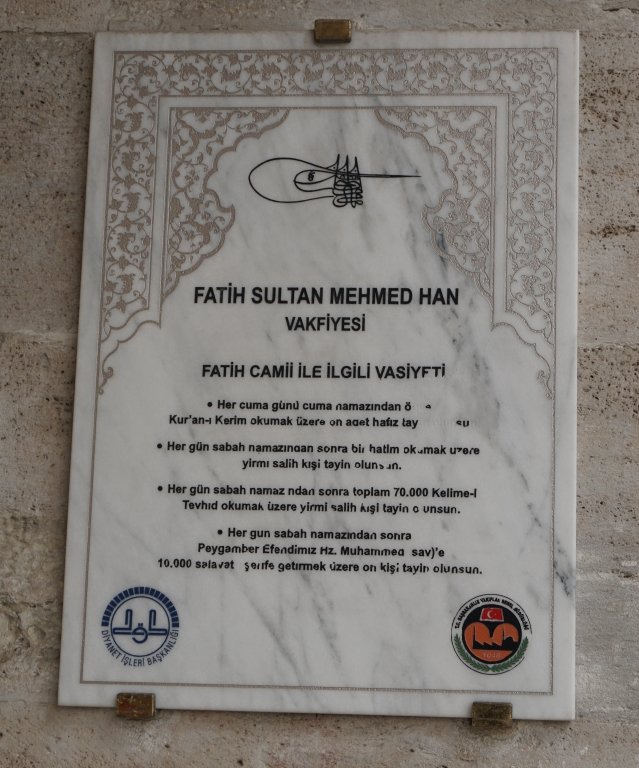 FATİH SULTAN MEHMED HAN
VAKFİYESİ
FATİH CAMİİ İLE İLGİLİ VASİYETİ
• Her cuma günü cuma namazından
Kur'an-ı Kerim okumak üzere on adet hafız
• Her gün sabah namazından sonra bir hatim okumak üzere
yirmi salih kişi tayin olunsun.
• Her gün sabah namazından sonra toplam 70.000 Kelime-i
Tevhid okumak üzere yirmi salih kişi tayin olunsun.
• Her gün sabah namazından sonra
Peygamber Efendimiz Hz. Muhammed (sav)'e
10.000 salavat şerife getirmek üzere on kişi tayin olunsun.
DİYANET İŞLERİ BAŞKANLIĞI